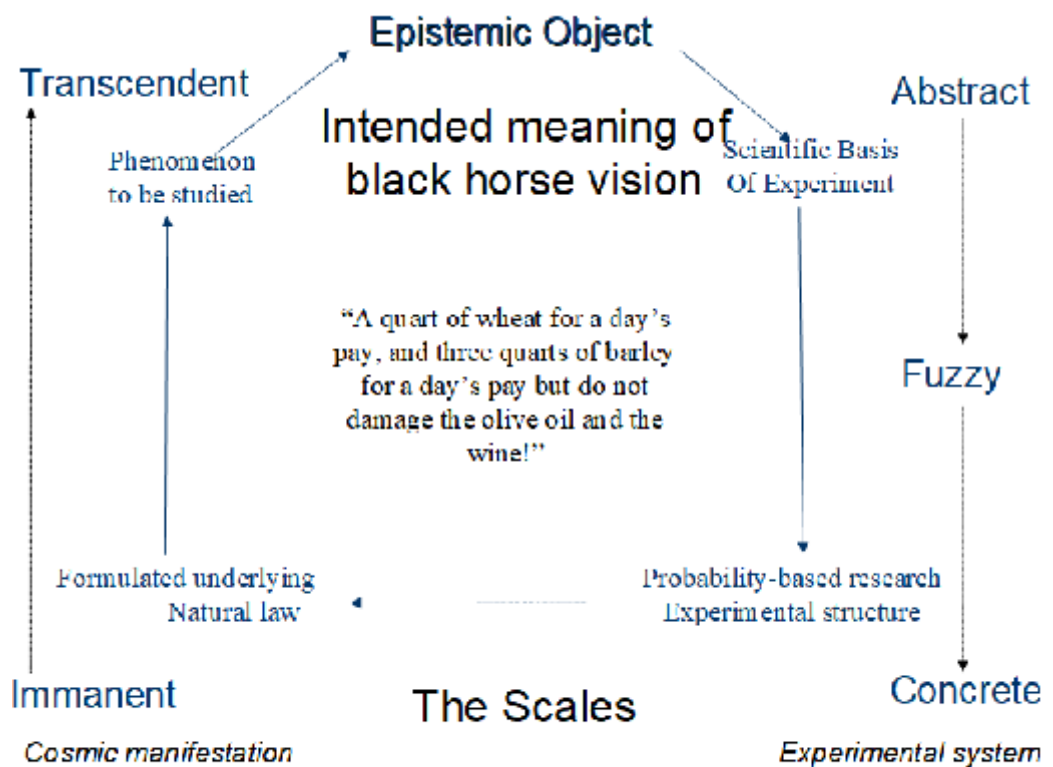 Epistemic Object
Transcendent
Abstract
Intended meaning of
black horse vision
Phenomenon
to be studied
Scientific Basis
Of Experiment
“A quart of wheat for a day’s
pay, and three quarts of barley
for a day’s pay but do not
damage the olive oil and the
wine!”
Fuzzy
Formulated underlying
Natural law
Probability-based research
Experimental structure
Immanent
The Scales
Concrete
Cosmic manifestation
Experimental system